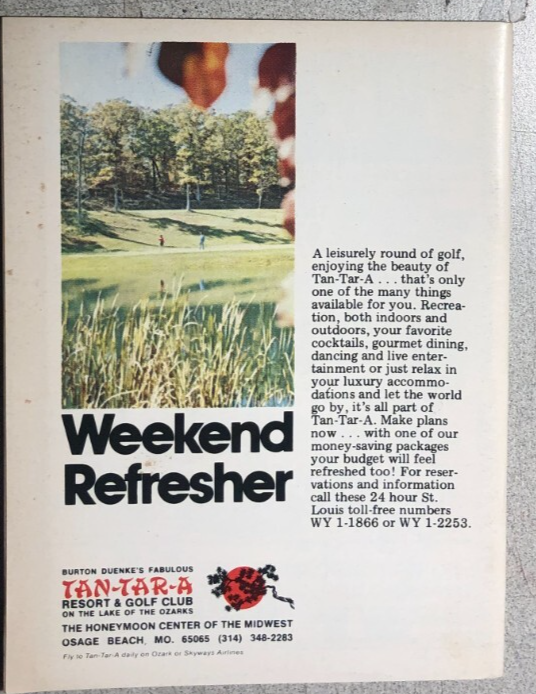 A leisurely round of golf,
enjoying the beauty of
Tan-Tar-A . . . that's only
one of the many things
available for you. Recrea-
tion, both indoors and
outdoors, your favorite
cocktails, gourmet dining,
dancing and live enter-
tainment or just relax in
your luxury accommo-
dations and let the world
go by, it's all part of
Tan-Tar-A. Make plans
now . . . with one of our
money-saving packages
your budget will feel
refreshed too! For reser-
vations and information
call these 24 hour St.
Louis toll-free numbers
WY 1-1866 or WY 1-2253.
Weekend
Refresher
BURTON DUENKE'S FABULOUS
TAN-TAR-A
RESORT & GOLF CLUB
ON THE LAKE OF THE OZARKS
THE HONEYMOON CENTER OF THE MIDWEST
OSAGE BEACH, MO. 65065 (314) 348-2283
Fly to Tan-Tar-A daily on Ozark or Skyways Airlines